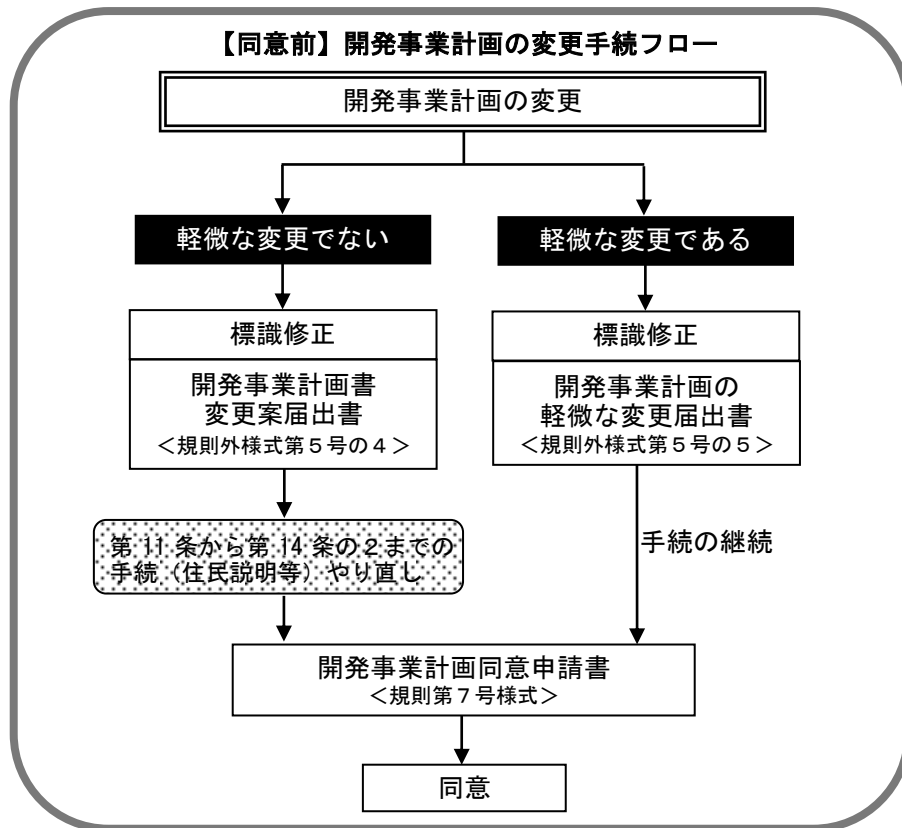 【同意前】開発事業計画の変更手続フロー
開発事業計画の変更
軽微な変更でない
軽微な変更である
標識修正
開発事業計画書
変更案届出書
＜規則外様式第５号の４＞
標識修正
開発事業計画の
軽微な変更届出書
＜規則外様式第５号の５＞
第 11 条から第 14 条の２までの
手続（住民説明等）やり直し
手続の継続
開発事業計画同意申請書
＜規則第７号様式＞
同意